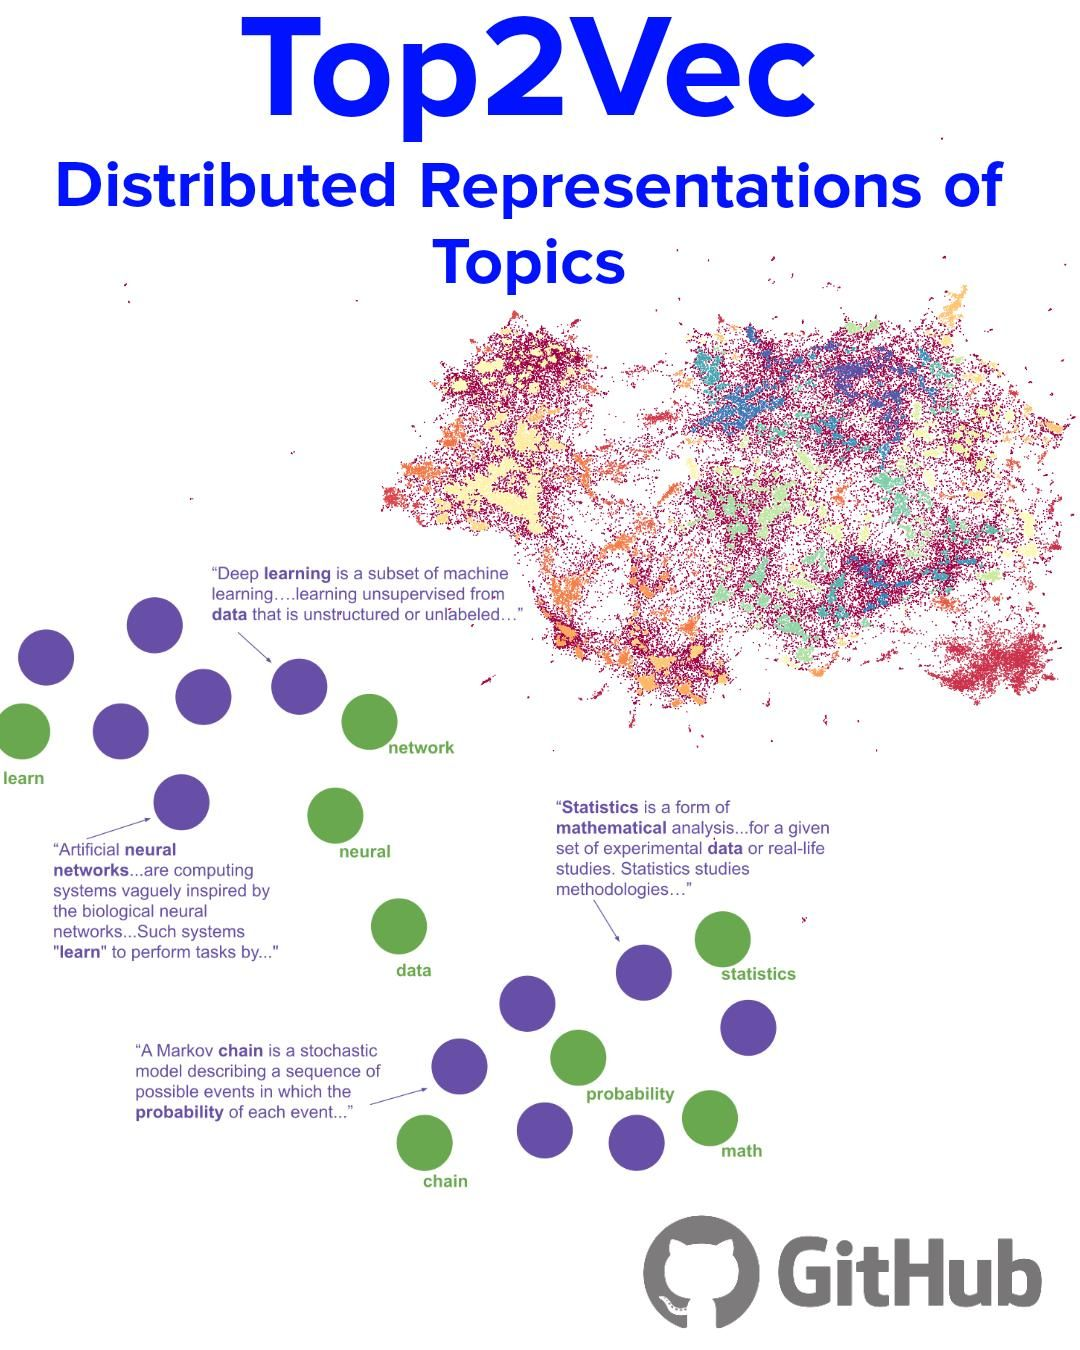 Top2Vec
Distributed Representations of
Topics
“Deep learning is a subset of machine
learning….learning unsupervised from
data that is unstructured or unlabeled…”
network
learn
neural
“Artificial neural
networks...are computing
systems vaguely inspired by
the biological neural
networks...Such systems
"learn" to perform tasks by..."
“Statistics is a form of
mathematical analysis...for a given
set of experimental data or real-life
studies. Statistics studies
methodologies…”
data
statistics
“A Markov chain is a stochastic
model describing a sequence of
possible events in which the
probability of each event...”
probability
math
chain
GitHub